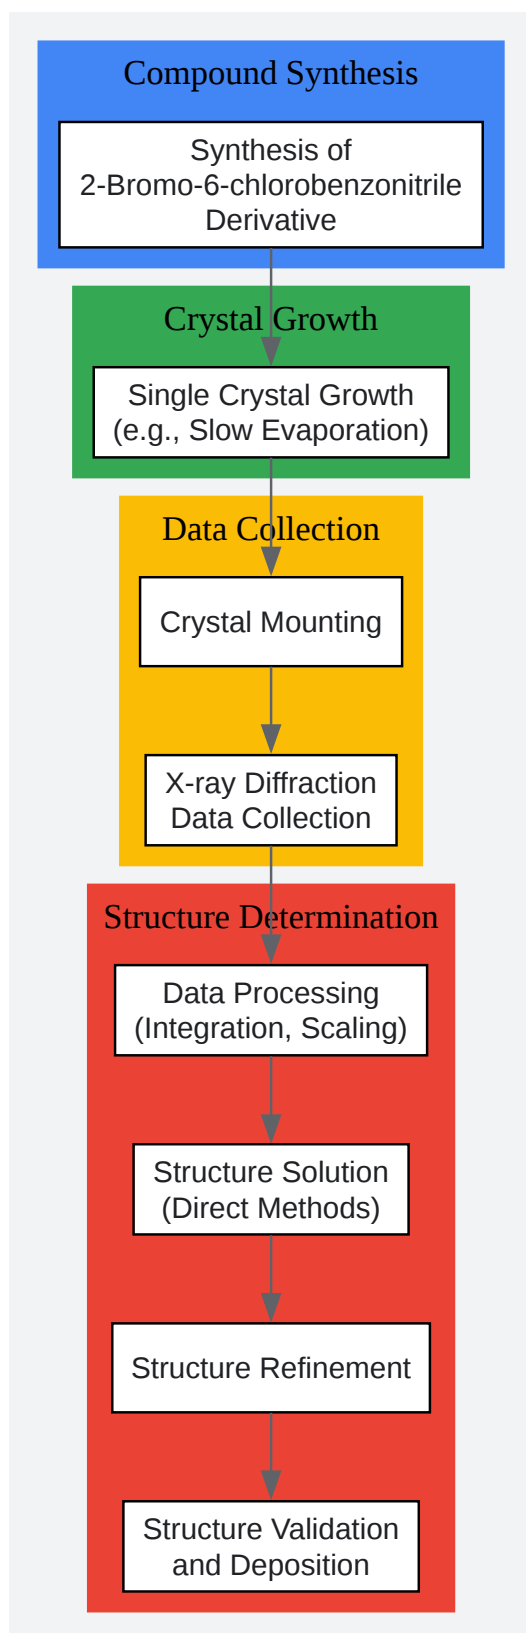 Compound Synthesis
Synthesis of
2-Bromo-6-chlorobenzonitrile
Derivative
Crystal Growth
Single Crystal Growth
(e.g., Slow Evaporation)
Data Collection
Crystal Mounting
X-ray Diffraction
Data Collection
Structure Determination
Data Processing
(Integration, Scaling)
Structure Solution
(Direct Methods)
Structure Refinement
Structure Validation
and Deposition